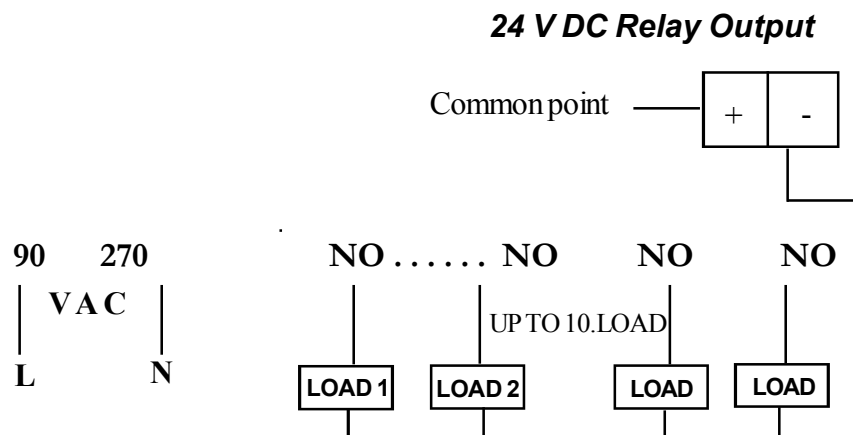 24 V DC Relay Output
Common point
+ -
90 270
VAC
L N
NO ...... NO NO NO
UP TO 10.LOAD
LOAD 1 LOAD 2 LOAD LOAD